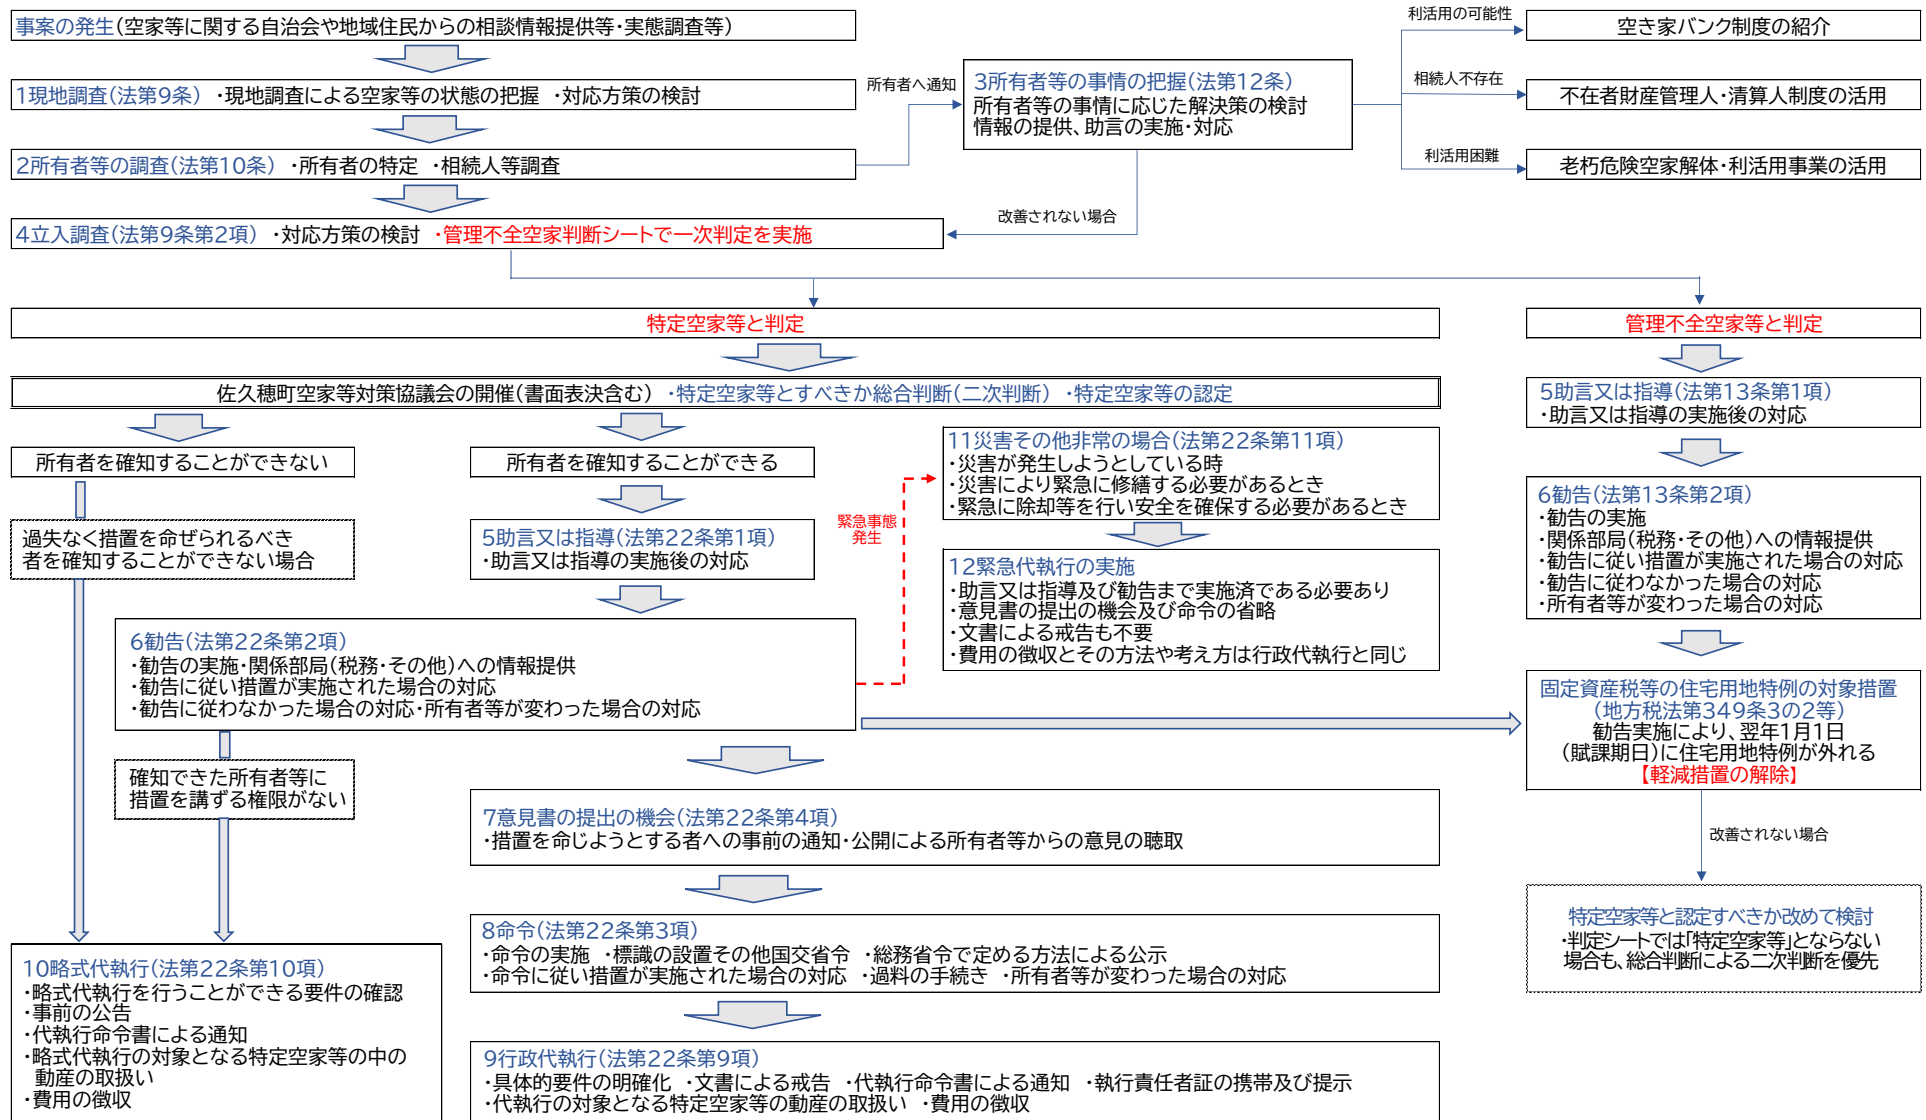 事案の発生(空家等に関する自治会や地域住民からの相談情報提供等・実態調査等)
1現地調査(法第9条) ・現地調査による空家等の状態の把握 ・対応方策の検討
2所有者等の調査(法第10条) ・所有者の特定 ・相続人等調査
所有者へ通知
3所有者等の事情の把握(法第12条)
所有者等の事情に応じた解決策の検討
情報の提供、助言の実施・対応
利活用の可能性
空き家バンク制度の紹介
相続人不存在
不在者財産管理人・清算人制度の活用
利活用困難
老朽危険空家解体・利活用事業の活用
改善されない場合
4立入調査(法第9条第2項) ・対応方策の検討 ・管理不全空家判断シートで一次判定を実施
特定空家等と判定
管理不全空家等と判定
佐久穂町空家等対策協議会の開催(書面表決含む) ・特定空家等とすべきか総合判断(二次判断) ・特定空家等の認定
所有者を確知することができない
過失なく措置を命ぜられるべき
者を確知することができない場合
所有者を確知することができる
5助言又は指導(法第22条第1項)
・助言又は指導の実施後の対応
6勧告(法第22条第2項)
・勧告の実施・関係部局(税務・その他)への情報提供
・勧告に従い措置が実施された場合の対応
・勧告に従わなかった場合の対応・所有者等が変わった場合の対応
確知できた所有者等に
措置を講ずる権限がない
緊急事態
発生
11災害その他非常の場合(法第22条第11項)
・災害が発生しようとしている時
・災害により緊急に修繕する必要があるとき
・緊急に除却等を行い安全を確保する必要があるとき
12緊急代執行の実施
・助言又は指導及び勧告まで実施済である必要あり
・意見書の提出の機会及び命令の省略
・文書による戒告も不要
・費用の徴収とその方法や考え方は行政代執行と同じ
7意見書の提出の機会(法第22条第4項)
・措置を命じようとする者への事前の通知・公開による所有者等からの意見の聴取
8命令(法第22条第3項)
・命令の実施 ・標識の設置その他国交省令 ・総務省令で定める方法による公示
・命令に従い措置が実施された場合の対応 ・過料の手続き ・所有者等が変わった場合の対応
9行政代執行(法第22条第9項)
・具体的要件の明確化 ・文書による戒告 ・代執行命令書による通知 ・執行責任者証の携帯及び提示
・代執行の対象となる特定空家等の動産の取扱い ・費用の徴収
10略式代執行(法第22条第10項)
・略式代執行を行うことができる要件の確認
・事前の公告
・代執行命令書による通知
・略式代執行の対象となる特定空家等の中の
動産の取扱い
・費用の徴収
5助言又は指導(法第13条第1項)
・助言又は指導の実施後の対応
6勧告(法第13条第2項)
・勧告の実施
・関係部局(税務・その他)への情報提供
・勧告に従い措置が実施された場合の対応
・勧告に従わなかった場合の対応
・所有者等が変わった場合の対応
固定資産税等の住宅用地特例の対象措置
(地方税法第349条3の2等)
勧告実施により、翌年1月1日
(賦課期日)に住宅用地特例が外れる
【軽減措置の解除】
改善されない場合
特定空家等と認定すべきか改めて検討
・判定シートでは「特定空家等」とならない
場合も、総合判断による二次判断を優先